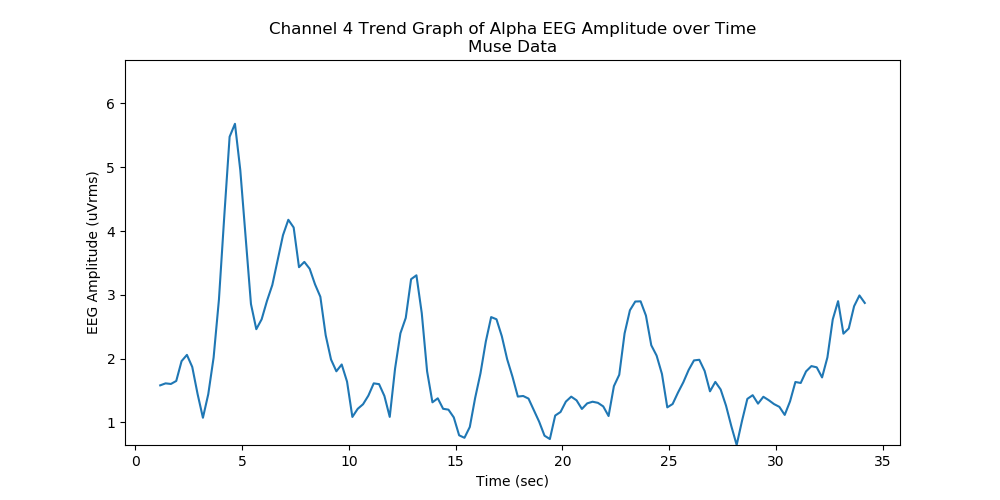 Channel 4 Trend Graph of Alpha EEG Amplitude over Time
Muse Data
EEG Amplitude (uVrms)
6
5
4
3
2
1
0 5 10 15 20 25 30 35
Time (sec)